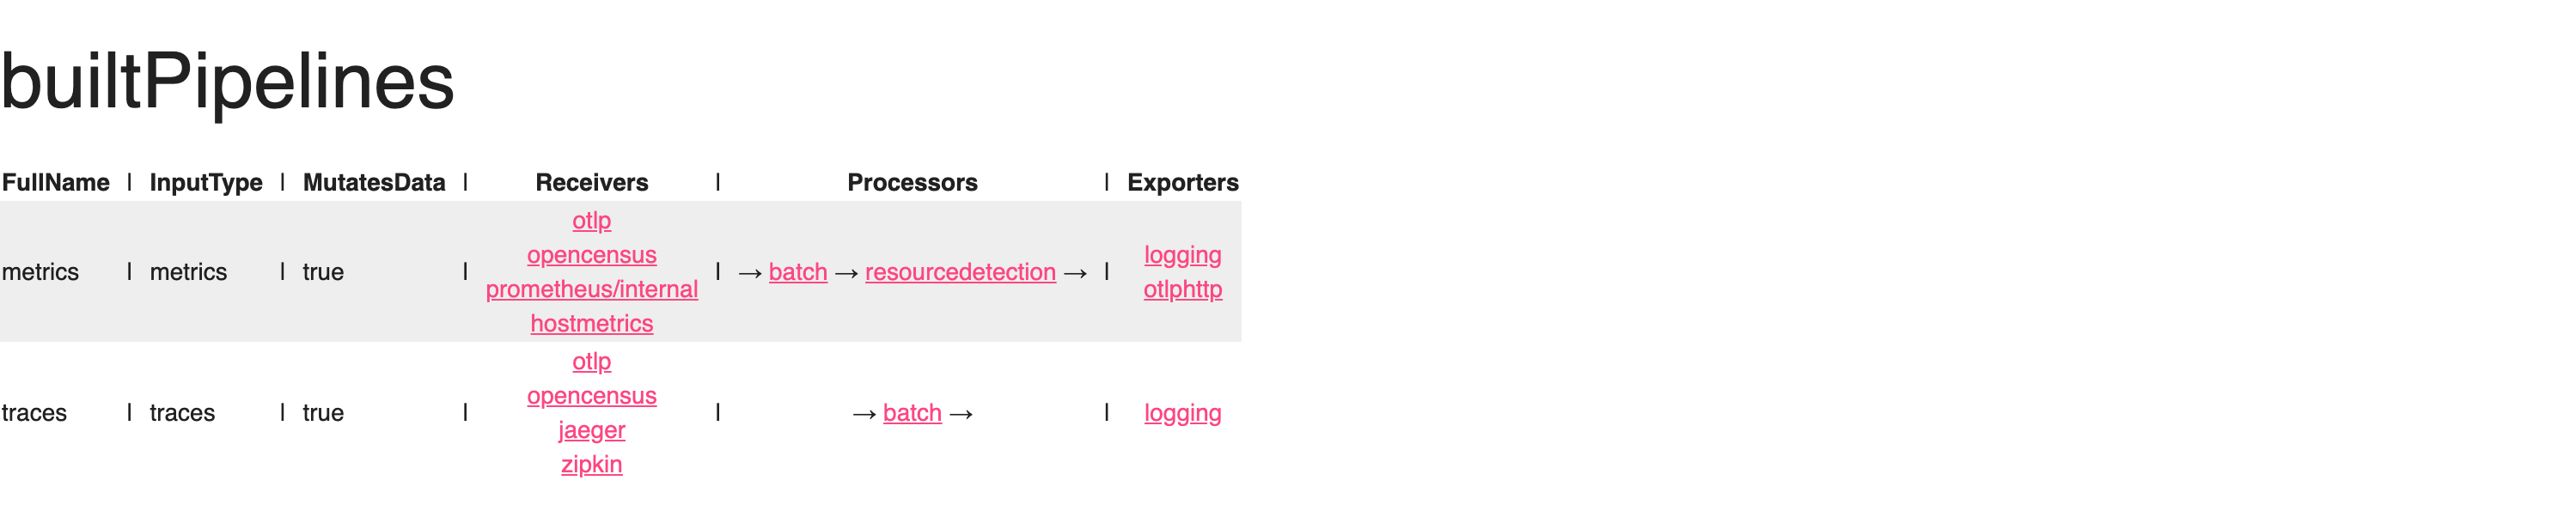 builtPipelines
FullName | InputType | MutatesData | Receivers | Processors | Exporters
metrics | metrics | true | otlp opencensus prometheus/internal hostmetrics | → batch → resourcedetection → | logging otlphttp
traces | traces | true | otlp opencensus jaeger zipkin | → batch → | logging